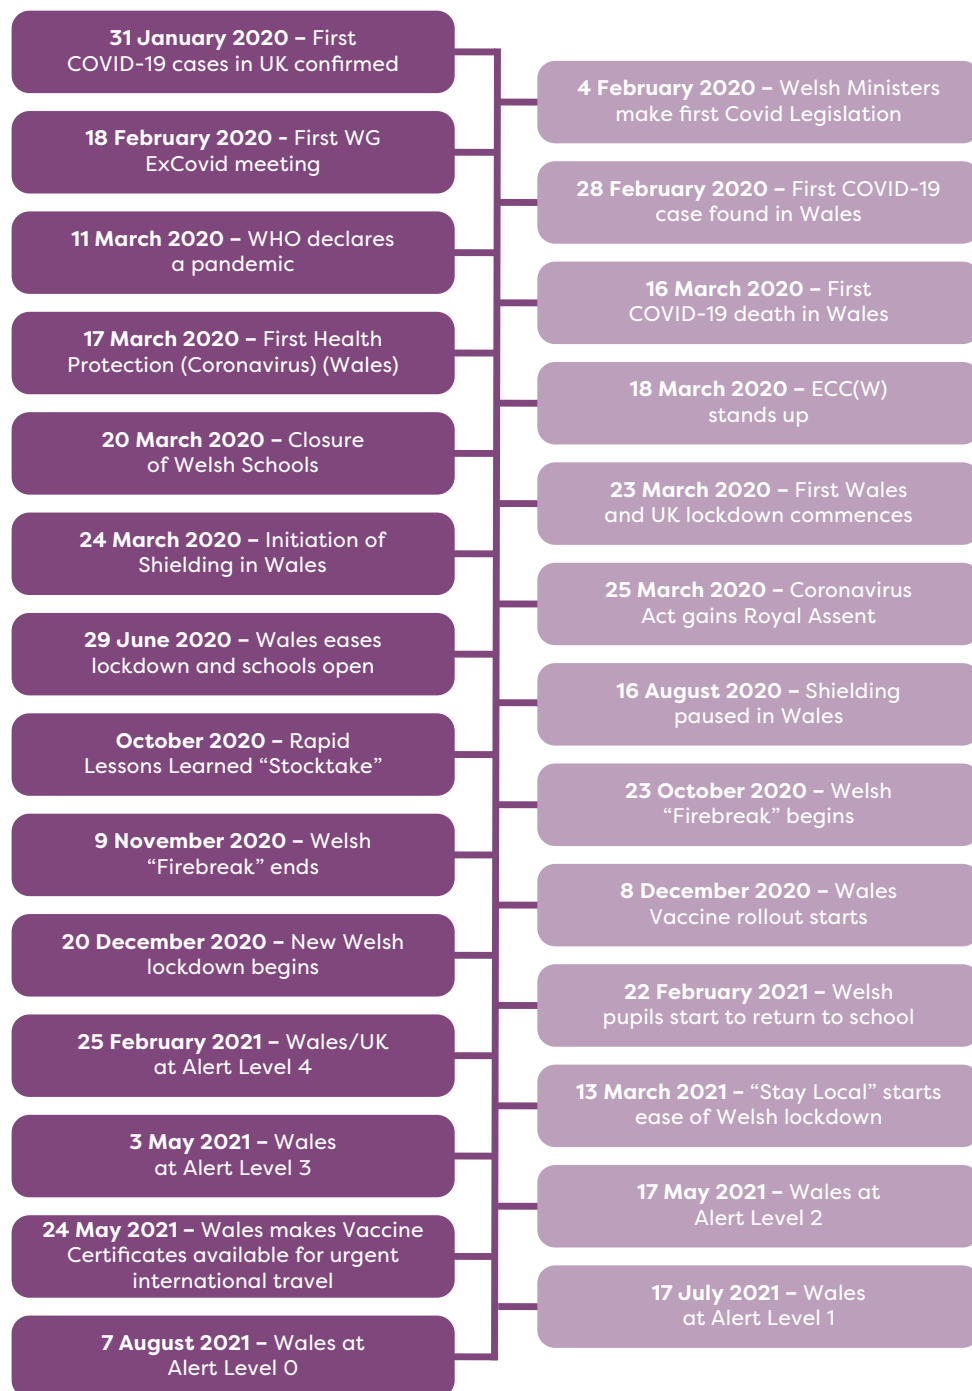 31 January 2020 – First
COVID-19 cases in UK confirmed
4 February 2020 – Welsh Ministers
make first Covid Legislation
18 February 2020 - First WG
ExCovid meeting
28 February 2020 – First COVID-19
case found in Wales
11 March 2020 – WHO declares
a pandemic
16 March 2020 – First
COVID-19 death in Wales
17 March 2020 – First Health
Protection (Coronavirus) (Wales)
18 March 2020 – ECC(W)
stands up
20 March 2020 – Closure
of Welsh Schools
23 March 2020 – First Wales
and UK lockdown commences
24 March 2020 – Initiation of
Shielding in Wales
25 March 2020 – Coronavirus
Act gains Royal Assent
29 June 2020 – Wales eases
lockdown and schools open
16 August 2020 – Shielding
paused in Wales
October 2020 – Rapid
Lessons Learned “Stocktake”
23 October 2020 – Welsh
“Firebreak” begins
9 November 2020 – Welsh
“Firebreak” ends
8 December 2020 – Wales
Vaccine rollout starts
20 December 2020 – New Welsh
lockdown begins
22 February 2021 – Welsh
pupils start to return to school
25 February 2021 – Wales/UK
at Alert Level 4
13 March 2021 – “Stay Local” starts
ease of Welsh lockdown
3 May 2021 – Wales
at Alert Level 3
17 May 2021 – Wales at
Alert Level 2
24 May 2021 – Wales makes Vaccine
Certificates available for urgent
international travel
17 July 2021 – Wales
at Alert Level 1
7 August 2021 – Wales at
Alert Level 0